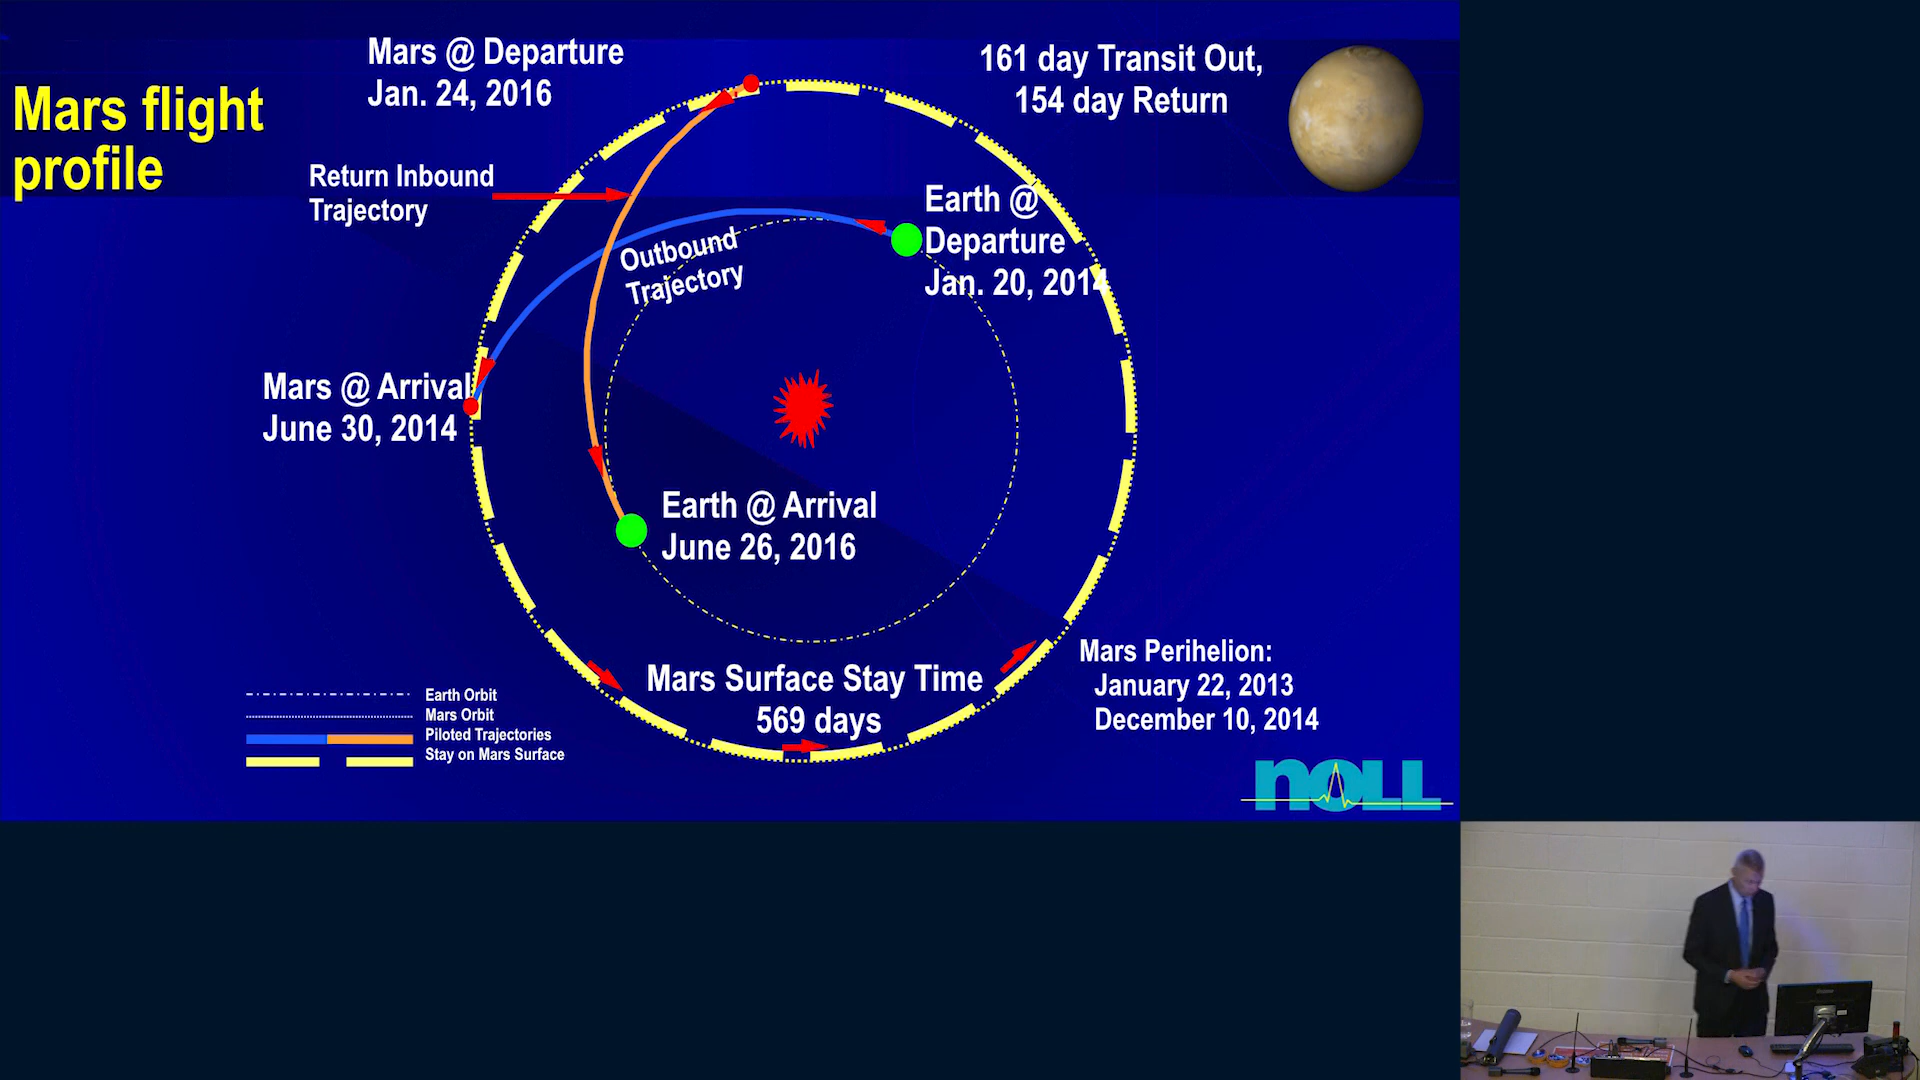 Mars flight
profile
Mars @ Departure
Jan. 24, 2016
161 day Transit Out,
154 day Return
Return Inbound
Trajectory
Earth @
Departure
Jan. 20, 2014
Outbound
Trajectory
Mars @ Arrival
June 30, 2014
Earth @ Arrival
June 26, 2016
Mars Surface Stay Time
569 days
Mars Perihelion:
January 22, 2013
December 10, 2014
Earth Orbit
Mars Orbit
Piloted Trajectories
Stay on Mars Surface
nOLL